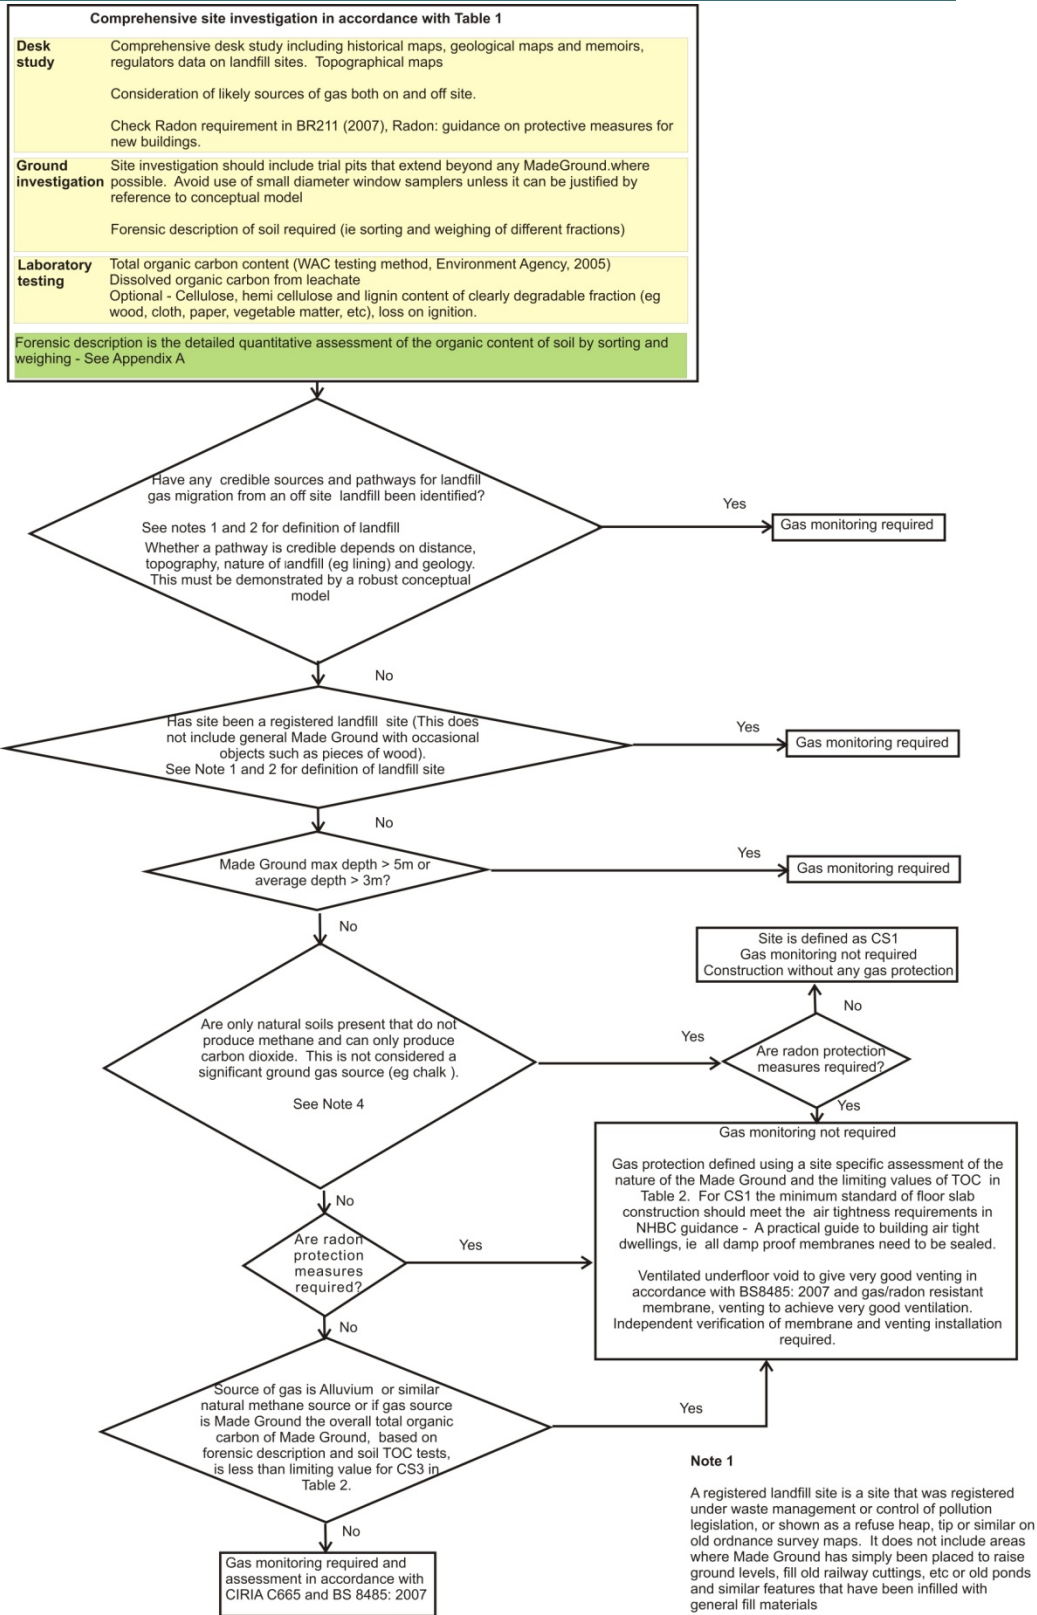 Comprehensive site investigation in accordance with Table 1
Desk study
Comprehensive desk study including historical maps, geological maps and memoirs,
regulators data on landfill sites. Topographical maps
Consideration of likely sources of gas both on and off site.
Check Radon requirement in BR211 (2007), Radon: guidance on protective measures for
new buildings.
Ground investigation
Site investigation should include trial pits that extend beyond any MadeGround.where
possible. Avoid use of small diameter window samplers unless it can be justified by
reference to conceptual model
Forensic description of soil required (ie sorting and weighing of different fractions)
Laboratory testing
Total organic carbon content (WAC testing method, Environment Agency, 2005)
Dissolved organic carbon from leachate
Optional - Cellulose, hemi cellulose and lignin content of clearly degradable fraction (eg
wood, cloth, paper, vegetable matter, etc), loss on ignition.
Forensic description is the detailed quantitative assessment of the organic content of soil by sorting and
weighing - See Appendix A
Have any credible sources and pathways for landfill
gas migration from an off site landfill been identified?
See notes 1 and 2 for definition of landfill
Whether a pathway is credible depends on distance,
topography, nature of landfill (eg lining) and geology.
This must be demonstrated by a robust conceptual
model
Yes
Gas monitoring required
No
Has site been a registered landfill site (This does
not include general Made Ground with occasional
objects such as pieces of wood).
See Note 1 and 2 for definition of landfill site
Yes
Gas monitoring required
No
Made Ground max depth > 5m or
average depth > 3m?
Yes
Gas monitoring required
No
Are only natural soils present that do not
produce methane and can only produce
carbon dioxide. This is not considered a
significant ground gas source (eg chalk ).
See Note 4
Yes
Are radon protection
measures required?
No
Site is defined as CS1
Gas monitoring not required
Construction without any gas protection
Yes
Gas monitoring not required
Gas protection defined using a site specific assessment of the
nature of the Made Ground and the limiting values of TOC in
Table 2. For CS1 the minimum standard of floor slab
construction should meet the air tightness requirements in
NHBC guidance - A practical guide to building air tight
dwellings, ie all damp proof membranes need to be sealed.
Ventilated underfloor void to give very good venting in
accordance with BS8485: 2007 and gas/radon resistant
membrane, venting to achieve very good ventilation.
Independent verification of membrane and venting installation
required.
No
Are radon
protection
measures
required?
Yes
No
Source of gas is Alluvium or similar
natural methane source or if gas source
is Made Ground the overall total organic
carbon of Made Ground, based on
forensic description and soil TOC tests,
is less than limiting value for CS3 in
Table 2.
Yes
No
Gas monitoring required and
assessment in accordance with
CIRIA C665 and BS 8485: 2007
Note 1
A registered landfill site is a site that was registered
under waste management or control of pollution
legislation, or shown as a refuse heap, tip or similar on
old ordnance survey maps. It does not include areas
where Made Ground has simply been placed to raise
ground levels, fill old railway cuttings, etc or old ponds
and similar features that have been infilled with
general fill materials